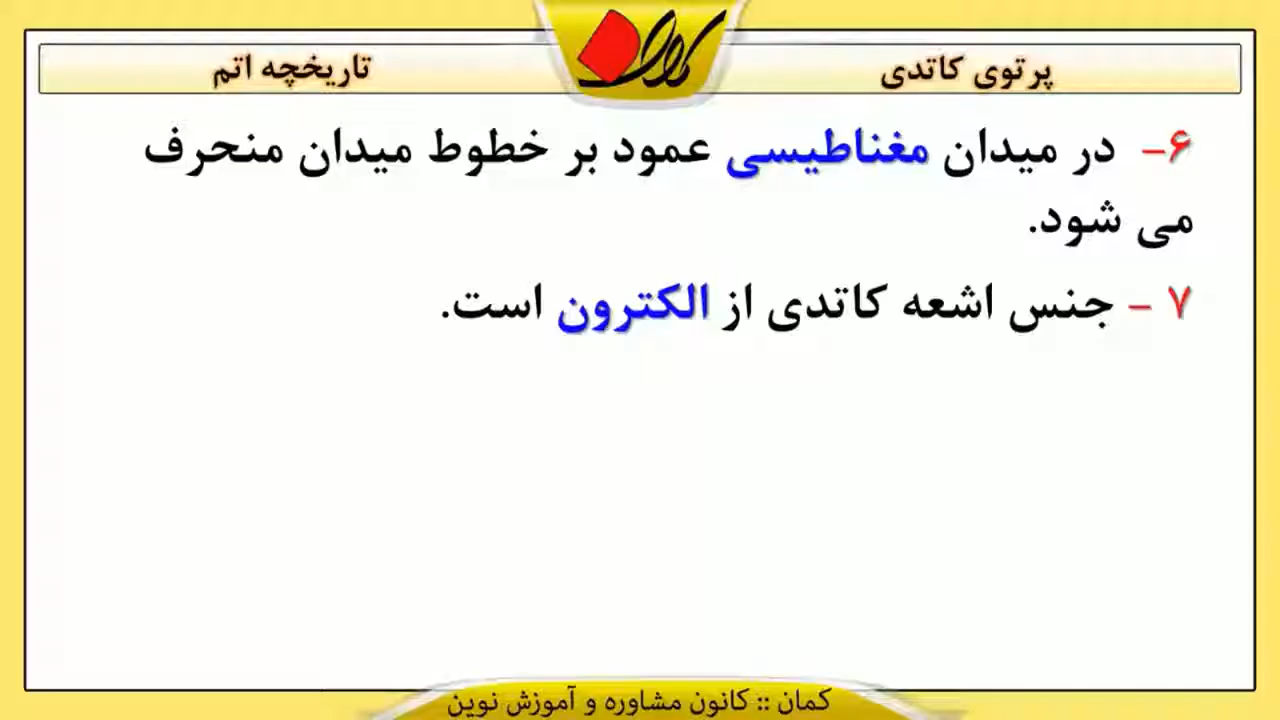 پرتوی کاتدی
کمان
تاریخچه اتم
۶- در میدان مغناطیسی عمود بر خطوط میدان منحرف
می شود.
۷ - جنس اشعه کاتدی از الکترون است.
کمان :: کانون مشاوره و آموزش نوین